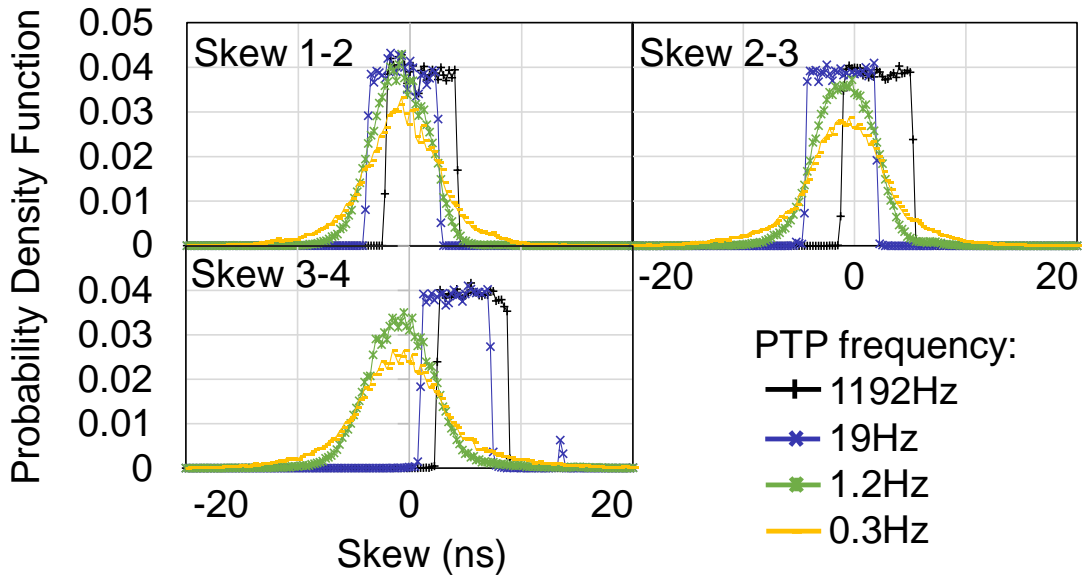 Probability Density Function
0.05
0.04
0.03
0.02
0.01
0
Skew 1-2
Skew 2-3
-20 0 20
Skew 3-4
0.04
0.03
0.02
0.01
0
-20 0 20
Skew (ns)
PTP frequency:
1192Hz
19Hz
1.2Hz
0.3Hz